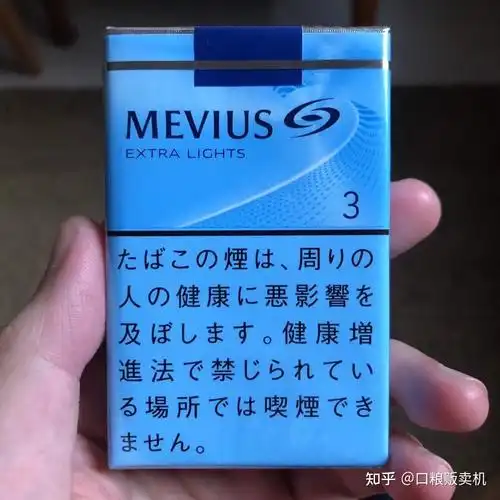 MEVIUS
EXTRA LIGHTS
3
たばこの煙は、周りの
人の健康に悪影響を
及ぼします。健康増
進法で禁じられてい
る場所では喫煙でき
ません。
知乎 @口粮贩卖机